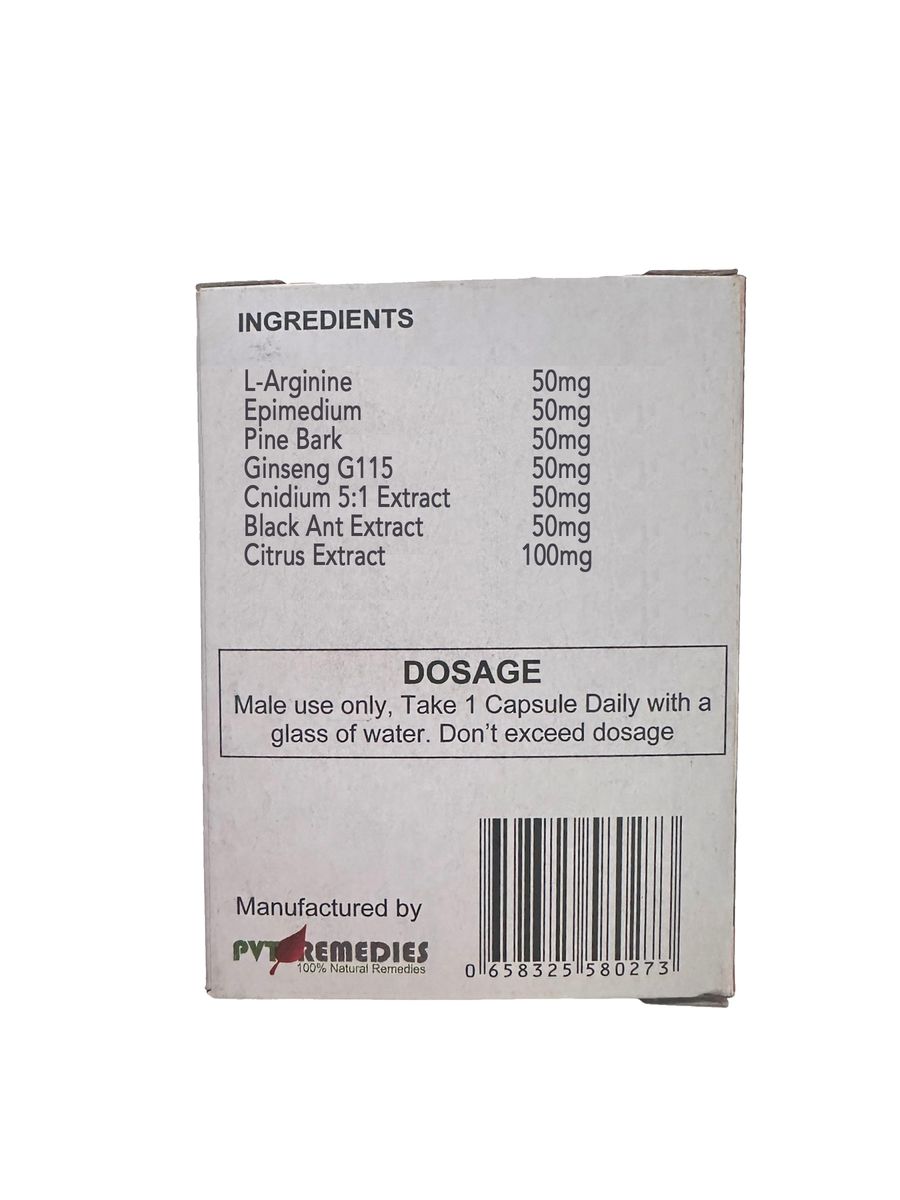 INGREDIENTS
L-Arginine 50mg
Epimedium 50mg
Pine Bark 50mg
Ginseng G115 50mg
Cnidium 5:1 Extract 50mg
Black Ant Extract 50mg
Citrus Extract 100mg
DOSAGE
Male use only, Take 1 Capsule Daily with a
glass of water. Don't exceed dosage
Manufactured by
PVT REMEDIES
100% Natural Remedies
0 658325 580273